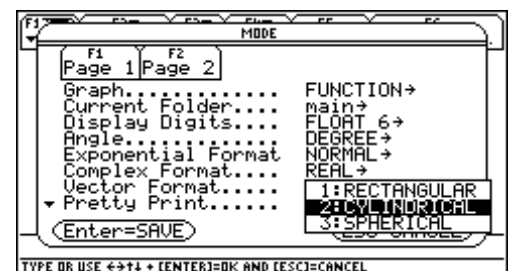 MODE
F1 F2
Page 1 Page 2
Graph............. FUNCTION→
Current Folder.... main→
Display Digits.... FLOAT 6→
Angle............. DEGREE→
Exponential Format NORMAL→
Complex Format.... REAL→
Vector Format..... 1:RECTANGULAR
Pretty Print...... 2:CYLINDRICAL
3:SPHERICAL
Enter=SAVE
TYPE OR USE ←→↑↓ + [ENTER]=OK AND [ESC]=CANCEL